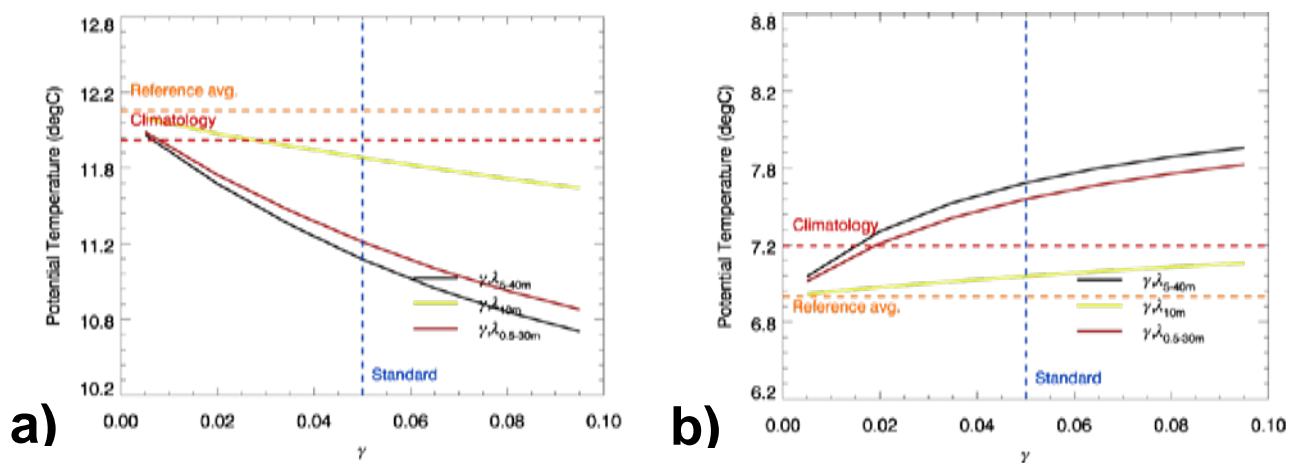 12.8
12.2
11.8
11.2
10.8
10.2
Potential Temperature (degC)
Reference avg.
Climatology
γ,λ5-40m
γ,λ10m
γ,λ0.5-30m
Standard
0.00 0.02 0.04 0.06 0.08 0.10
γ
a)
8.8
8.2
7.8
7.2
6.8
6.2
Potential Temperature (degC)
Climatology
Reference avg.
γ,λ5-40m
γ,λ10m
γ,λ0.5-30m
Standard
0.00 0.02 0.04 0.06 0.08 0.10
γ
b)